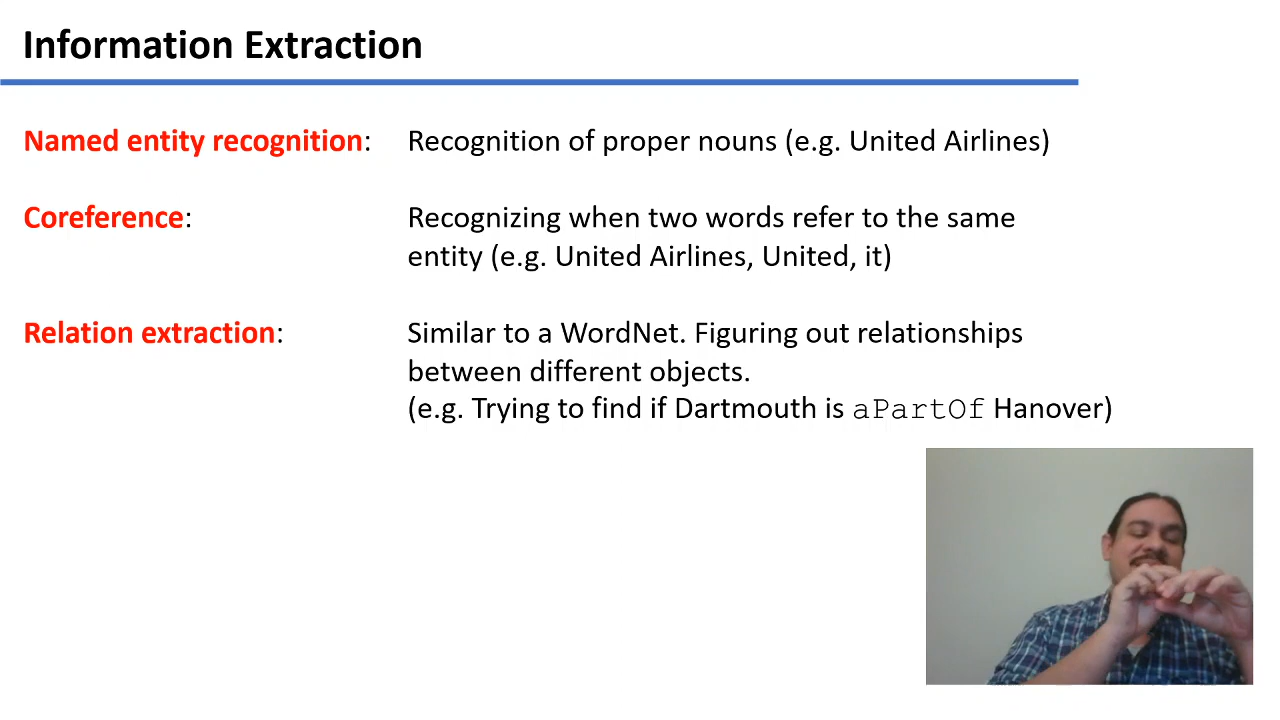 Information Extraction
Named entity recognition: Recognition of proper nouns (e.g. United Airlines)
Coreference: Recognizing when two words refer to the same
entity (e.g. United Airlines, United, it)
Relation extraction: Similar to a WordNet. Figuring out relationships
between different objects.
(e.g. Trying to find if Dartmouth is aPartOf Hanover)